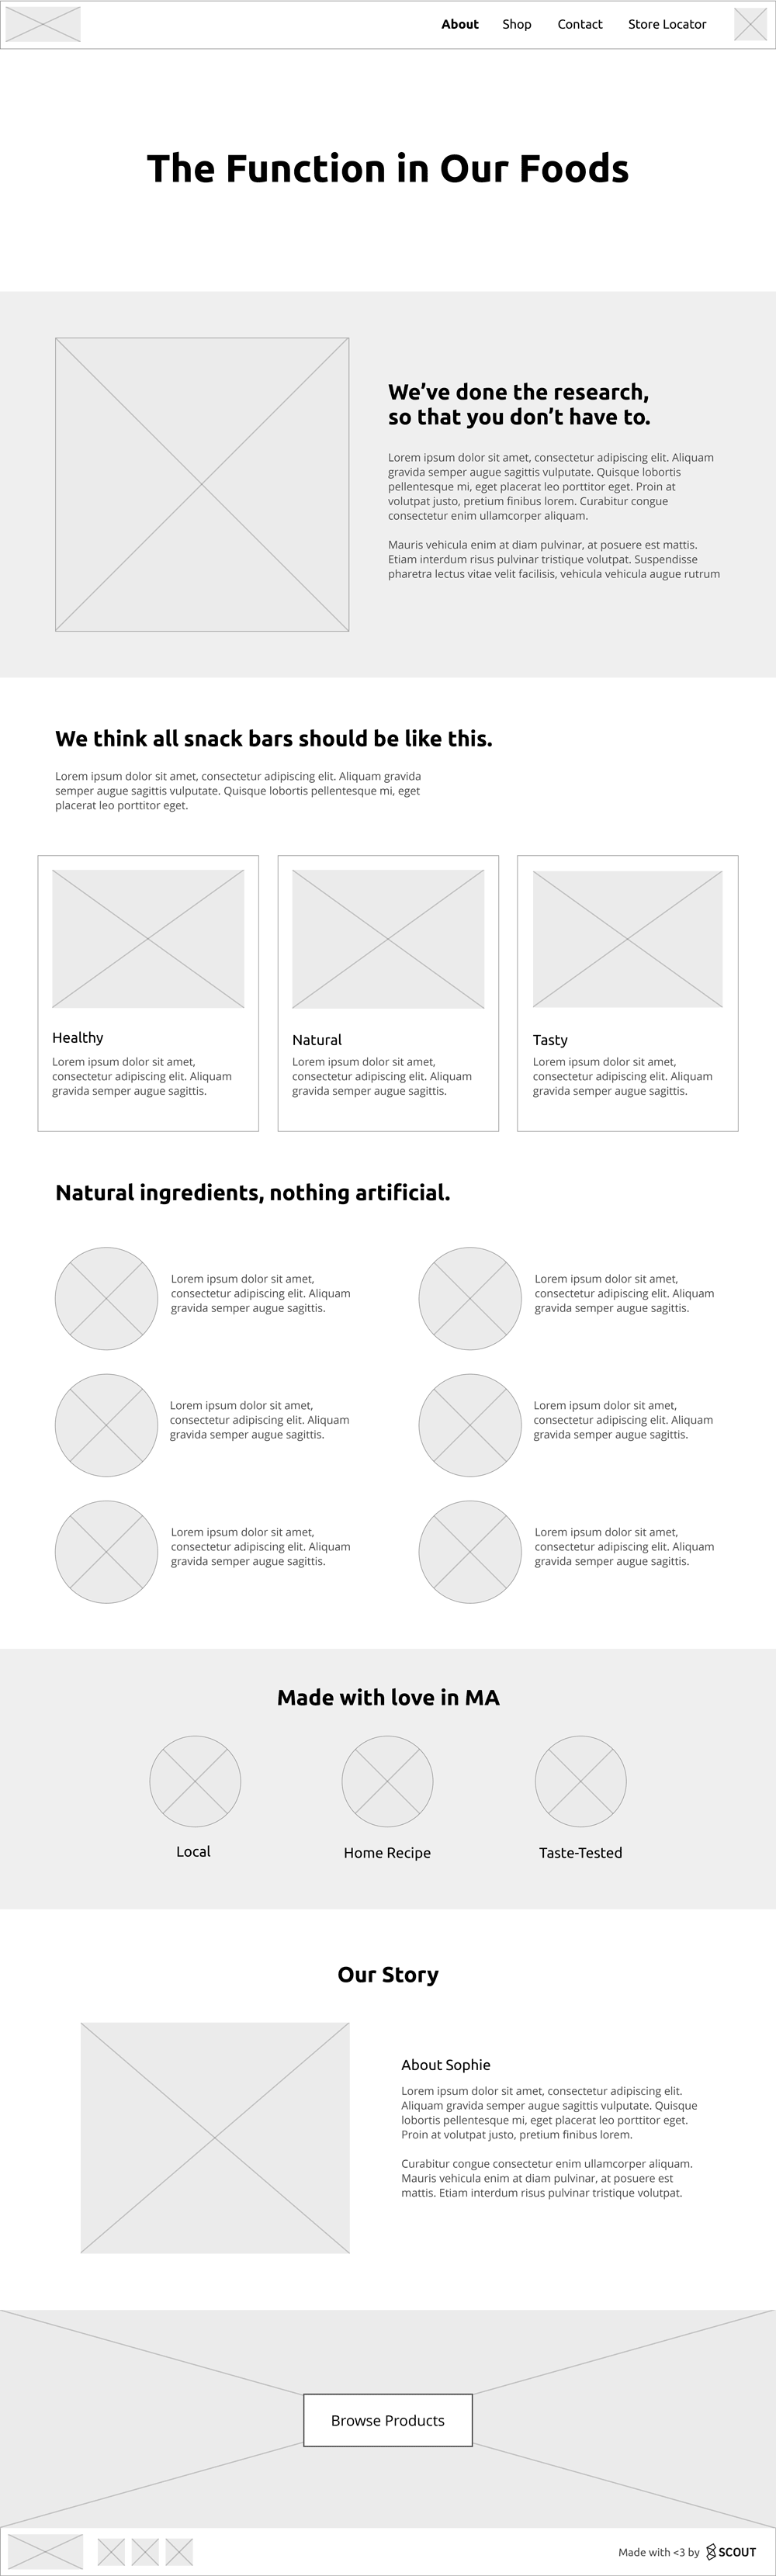 About Shop Contact Store Locator
The Function in Our Foods
We’ve done the research,
so that you don’t have to.
Lorem ipsum dolor sit amet, consectetur adipiscing elit. Aliquam
gravida semper augue sagittis vulputate. Quisque lobortis
pellentesque mi, eget placerat leo porttitor eget. Proin at
volutpat justo, pretium finibus lorem. Curabitur congue
consectetur enim ullamcorper aliquam.
Mauris vehicula enim at diam pulvinar, at posuere est mattis.
Etiam interdum risus pulvinar tristique volutpat. Suspendisse
pharetra lectus vitae velit facilisis, vehicula vehicula augue rutrum
We think all snack bars should be like this.
Lorem ipsum dolor sit amet, consectetur adipiscing elit. Aliquam gravida
semper augue sagittis vulputate. Quisque lobortis pellentesque mi, eget
placerat leo porttitor eget.
Healthy
Lorem ipsum dolor sit amet,
consectetur adipiscing elit. Aliquam
gravida semper augue sagittis.
Natural
Lorem ipsum dolor sit amet,
consectetur adipiscing elit. Aliquam
gravida semper augue sagittis.
Tasty
Lorem ipsum dolor sit amet,
consectetur adipiscing elit. Aliquam
gravida semper augue sagittis.
Natural ingredients, nothing artificial.
Lorem ipsum dolor sit amet,
consectetur adipiscing elit. Aliquam
gravida semper augue sagittis.
Lorem ipsum dolor sit amet,
consectetur adipiscing elit. Aliquam
gravida semper augue sagittis.
Lorem ipsum dolor sit amet,
consectetur adipiscing elit. Aliquam
gravida semper augue sagittis.
Lorem ipsum dolor sit amet,
consectetur adipiscing elit. Aliquam
gravida semper augue sagittis.
Lorem ipsum dolor sit amet,
consectetur adipiscing elit. Aliquam
gravida semper augue sagittis.
Lorem ipsum dolor sit amet,
consectetur adipiscing elit. Aliquam
gravida semper augue sagittis.
Made with love in MA
Local
Home Recipe
Taste-Tested
Our Story
About Sophie
Lorem ipsum dolor sit amet, consectetur adipiscing elit.
Aliquam gravida semper augue sagittis vulputate. Quisque
lobortis pellentesque mi, eget placerat leo porttitor eget.
Proin at volutpat justo, pretium finibus lorem.
Curabitur congue consectetur enim ullamcorper aliquam.
Mauris vehicula enim at diam pulvinar, at posuere est
mattis. Etiam interdum risus pulvinar tristique volutpat.
Browse Products
Made with <3 by SCOUT